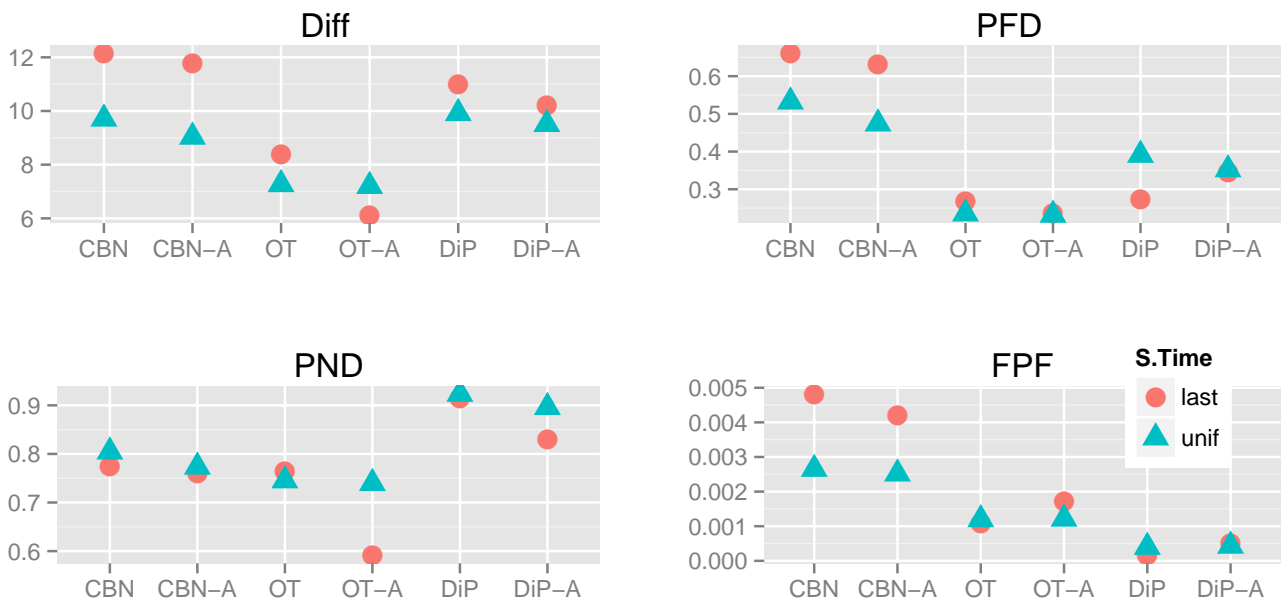 Diff
12
10
8
6
CBN CBN−A OT OT−A DiP DiP−A
PFD
0.6
0.5
0.4
0.3
CBN CBN−A OT OT−A DiP DiP−A
PND
0.9
0.8
0.7
0.6
CBN CBN−A OT OT−A DiP DiP−A
FPF
0.005
0.004
0.003
0.002
0.001
0.000
CBN CBN−A OT OT−A DiP DiP−A
S.Time
last
unif